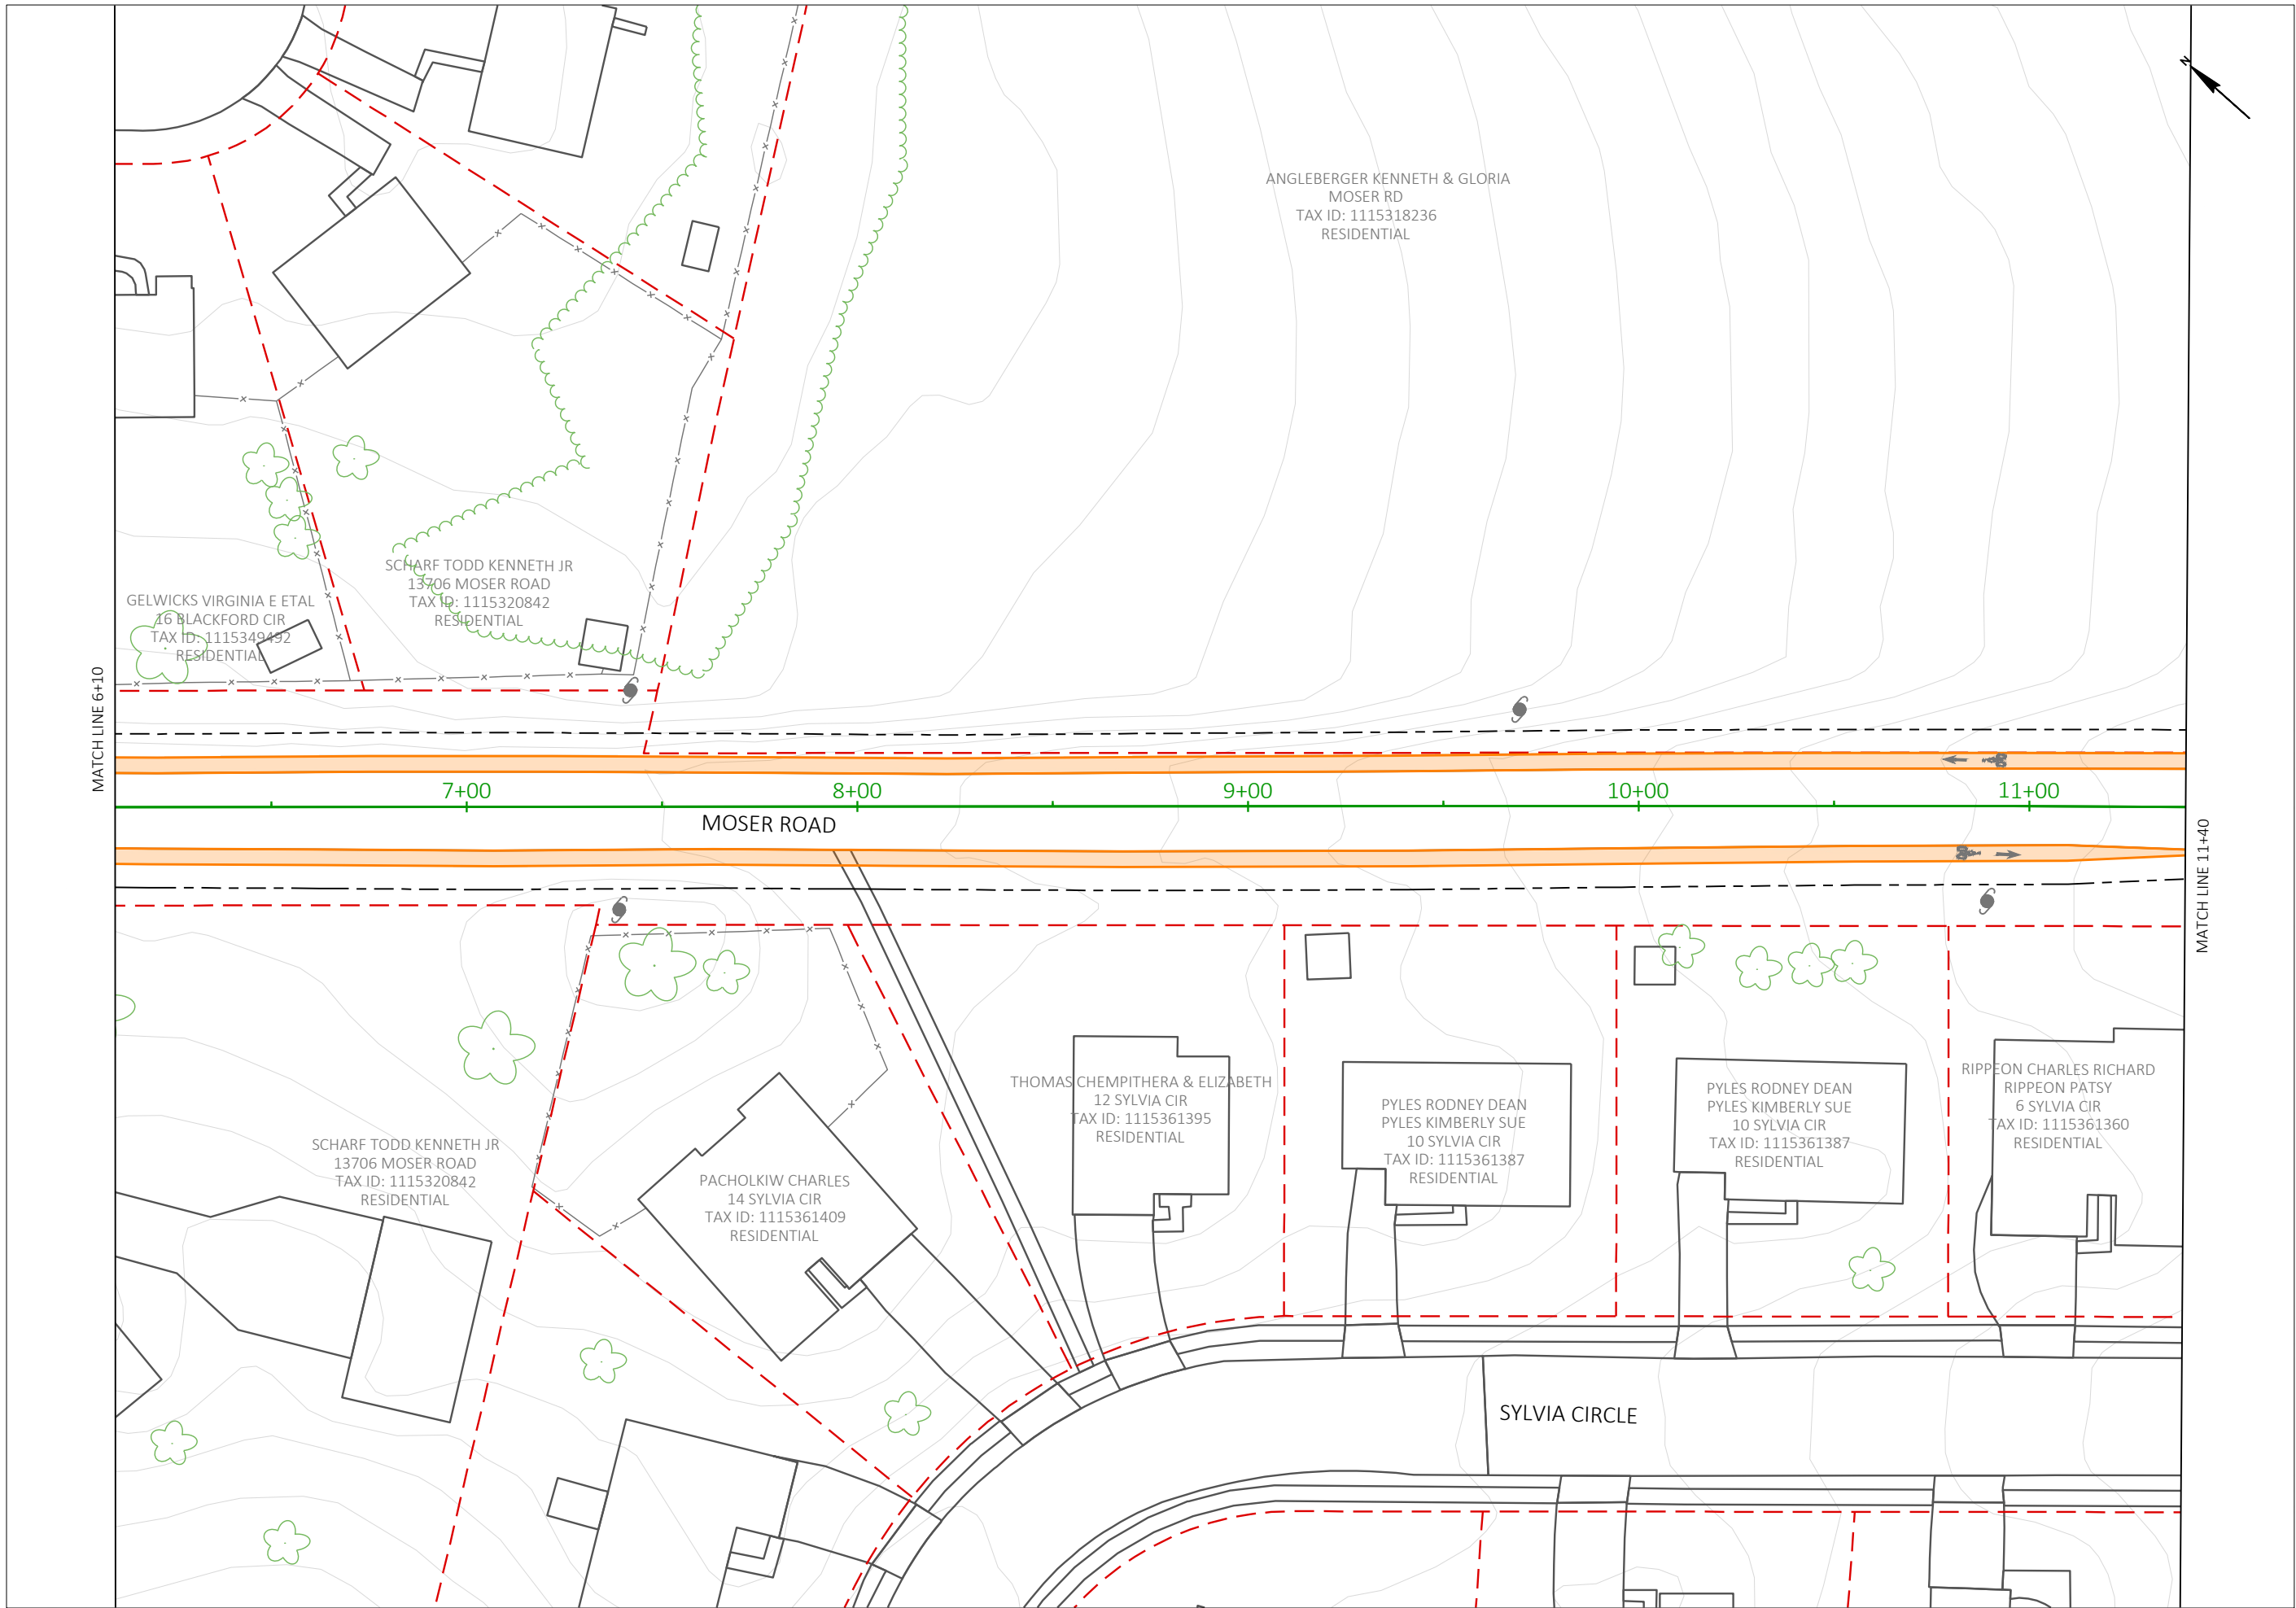 N
ANGLEBERGER KENNETH & GLORIA
MOSER RD
TAX ID: 1115318236
RESIDENTIAL
SCHARF TODD KENNETH JR
13706 MOSER ROAD
TAX ID: 1115320842
RESIDENTIAL
GELWICKS VIRGINIA E ETAL
16 BLACKFORD CIR
TAX ID: 1115349492
RESIDENTIAL
MATCH LINE 6+10
7+00
8+00
9+00
10+00
11+00
MOSER ROAD
MATCH LINE 11+40
THOMAS CHEMPITHERA & ELIZABETH
12 SYLVIA CIR
TAX ID: 1115361395
RESIDENTIAL
PYLES RODNEY DEAN
PYLES KIMBERLY SUE
10 SYLVIA CIR
TAX ID: 1115361387
RESIDENTIAL
PYLES RODNEY DEAN
PYLES KIMBERLY SUE
10 SYLVIA CIR
TAX ID: 1115361387
RESIDENTIAL
RIPPEON CHARLES RICHARD
RIPPEON PATSY
6 SYLVIA CIR
TAX ID: 1115361360
RESIDENTIAL
SCHARF TODD KENNETH JR
13706 MOSER ROAD
TAX ID: 1115320842
RESIDENTIAL
PACHOLKIW CHARLES
14 SYLVIA CIR
TAX ID: 1115361409
RESIDENTIAL
SYLVIA CIRCLE